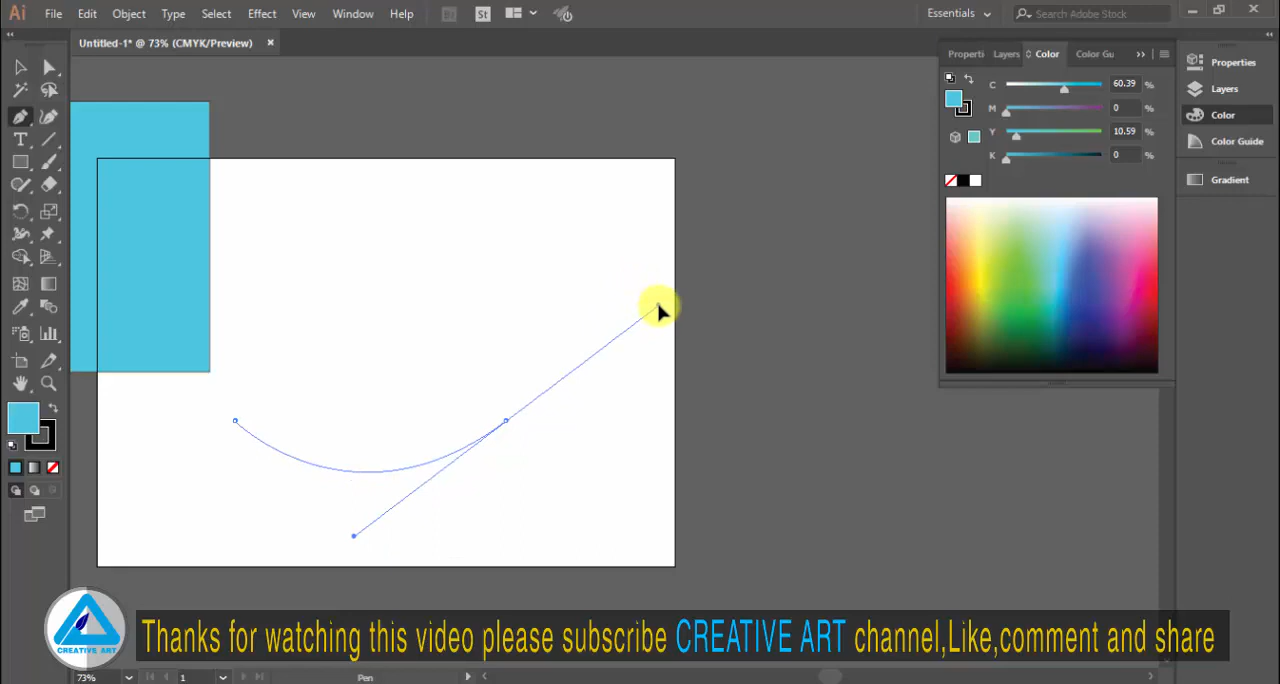 Ai File Edit Object Type Select Effect View Window Help Br St Essentials Search Adobe Stock
Untitled-1* @ 73% (CMYK/Preview) ×
Properti Layers Color Color Gu
Properties
Layers
Color
Color Guide
Gradient
C 60.39 %
M 0 %
Y 10.59 %
K 0 %
T
CREATIVE ART
Thanks for watching this video please subscribe CREATIVE ART channel,Like,comment and share
73% 1 Pen